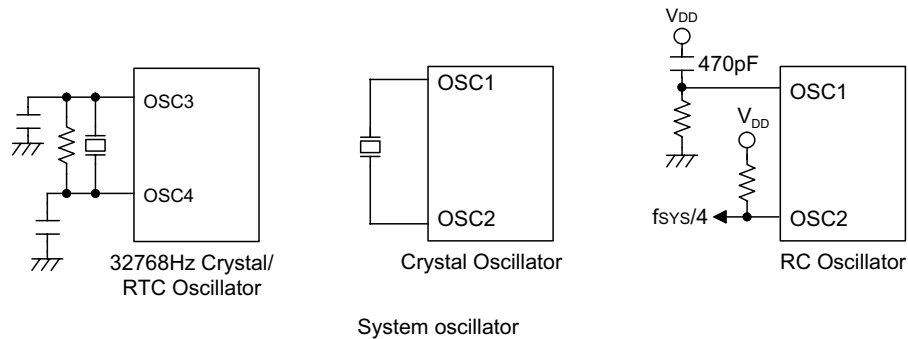 OSC3
OSC4
32768Hz Crystal/
RTC Oscillator
OSC1
OSC2
Crystal Oscillator
VDD
470pF
OSC1
VDD
fSYS/4
OSC2
RC Oscillator
System oscillator